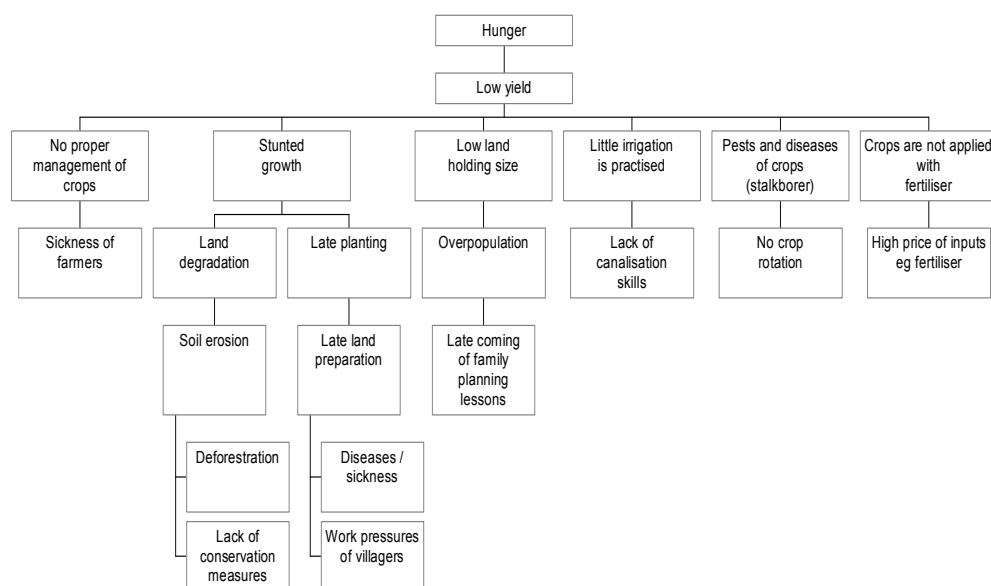 Hunger
Low yield
No proper
management of
crops
Stunted
growth
Low land
holding size
Little irrigation
is practised
Pests and diseases
of crops
(stalkborer)
Crops are not applied
with
fertiliser
Sickness of
farmers
Land
degradation
Late planting
Overpopulation
Lack of
canalisation
skills
No crop
rotation
High price of inputs
eg fertiliser
Soil erosion
Late land
preparation
Late coming
of family
planning
lessons
Deforestration
Diseases /
sickness
Lack of
conservation
measures
Work pressures
of villagers